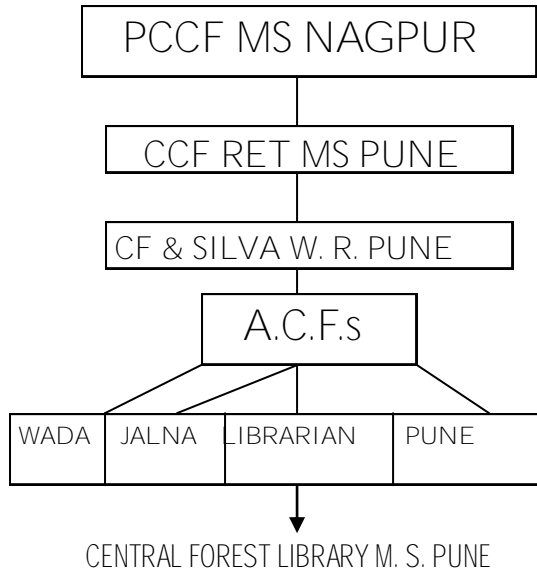 PCCF MS NAGPUR
CCF RET MS PUNE
CF & SILVA W. R. PUNE
A.C.F.s
WADA JALNA LIBRARIAN PUNE
CENTRAL FOREST LIBRARY M. S. PUNE